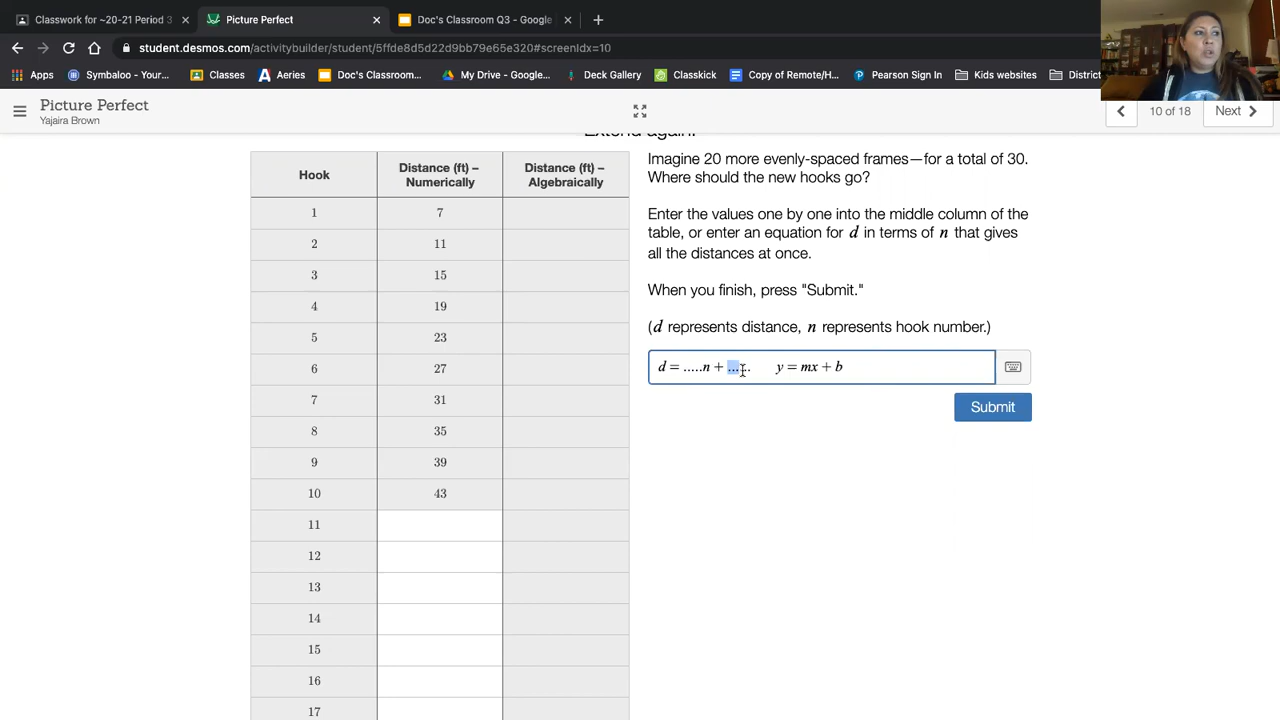 Classwork for ~20-21 Period 3
Picture Perfect
Doc's Classroom Q3 - Google
student.desmos.com/activitybuilder/student/5ffde8d5d22d9bb79e65e320#screenIdx=10
Apps
Symbaloo - Your...
Classes
Aeries
Doc's Classroom...
My Drive - Google...
Deck Gallery
Classkick
Copy of Remote/H...
Pearson Sign In
Kids websites
District
Picture Perfect
Yajaira Brown
10 of 18
Next
Extend again!
Hook Distance (ft) – Numerically Distance (ft) – Algebraically
1 7
2 11
3 15
4 19
5 23
6 27
7 31
8 35
9 39
10 43
11
12
13
14
15
16
17
Imagine 20 more evenly-spaced frames—for a total of 30.
Where should the new hooks go?
Enter the values one by one into the middle column of the
table, or enter an equation for d in terms of n that gives
all the distances at once.
When you finish, press "Submit."
(d represents distance, n represents hook number.)
d = .....n + ..... y = mx + b
Submit